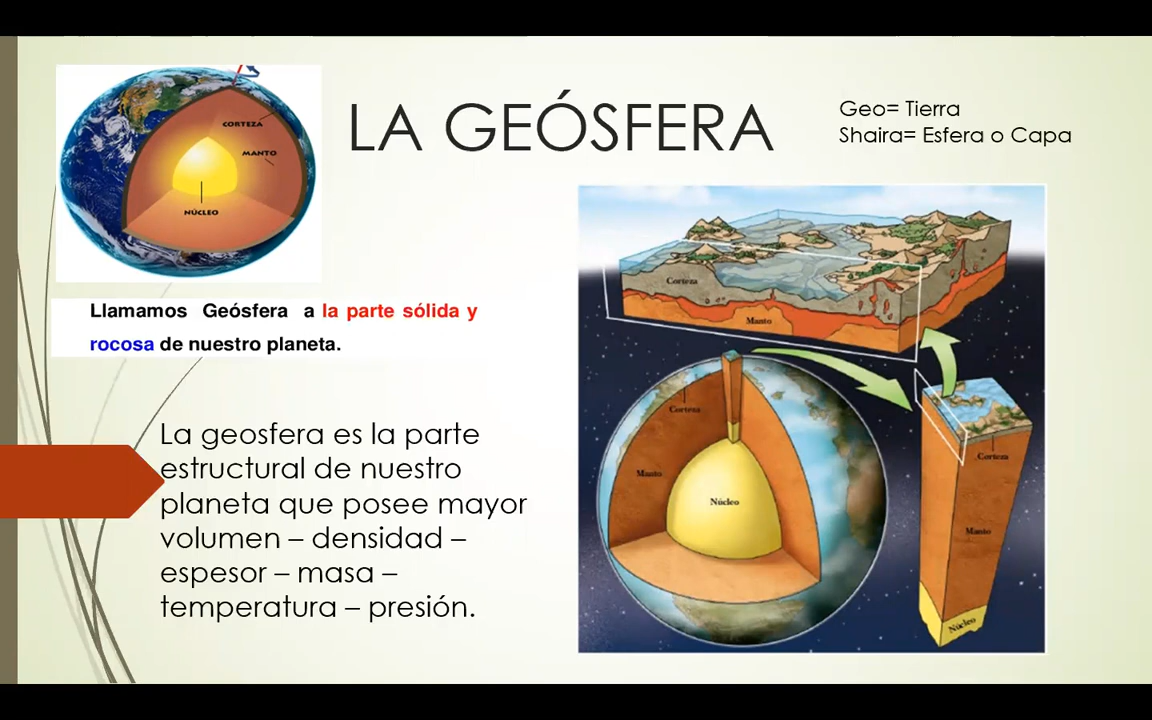 LA GEÓSFERA
Geo= Tierra
Shaira= Esfera o Capa
CORTEZA
MANTO
NÚCLEO
Llamamos Geósfera a la parte sólida y
rocosa de nuestro planeta.
La geosfera es la parte
estructural de nuestro
planeta que posee mayor
volumen – densidad –
espesor – masa –
temperatura – presión.
Corteza
Manto
Corteza
Manto
Núcleo
Corteza
Manto
Núcleo